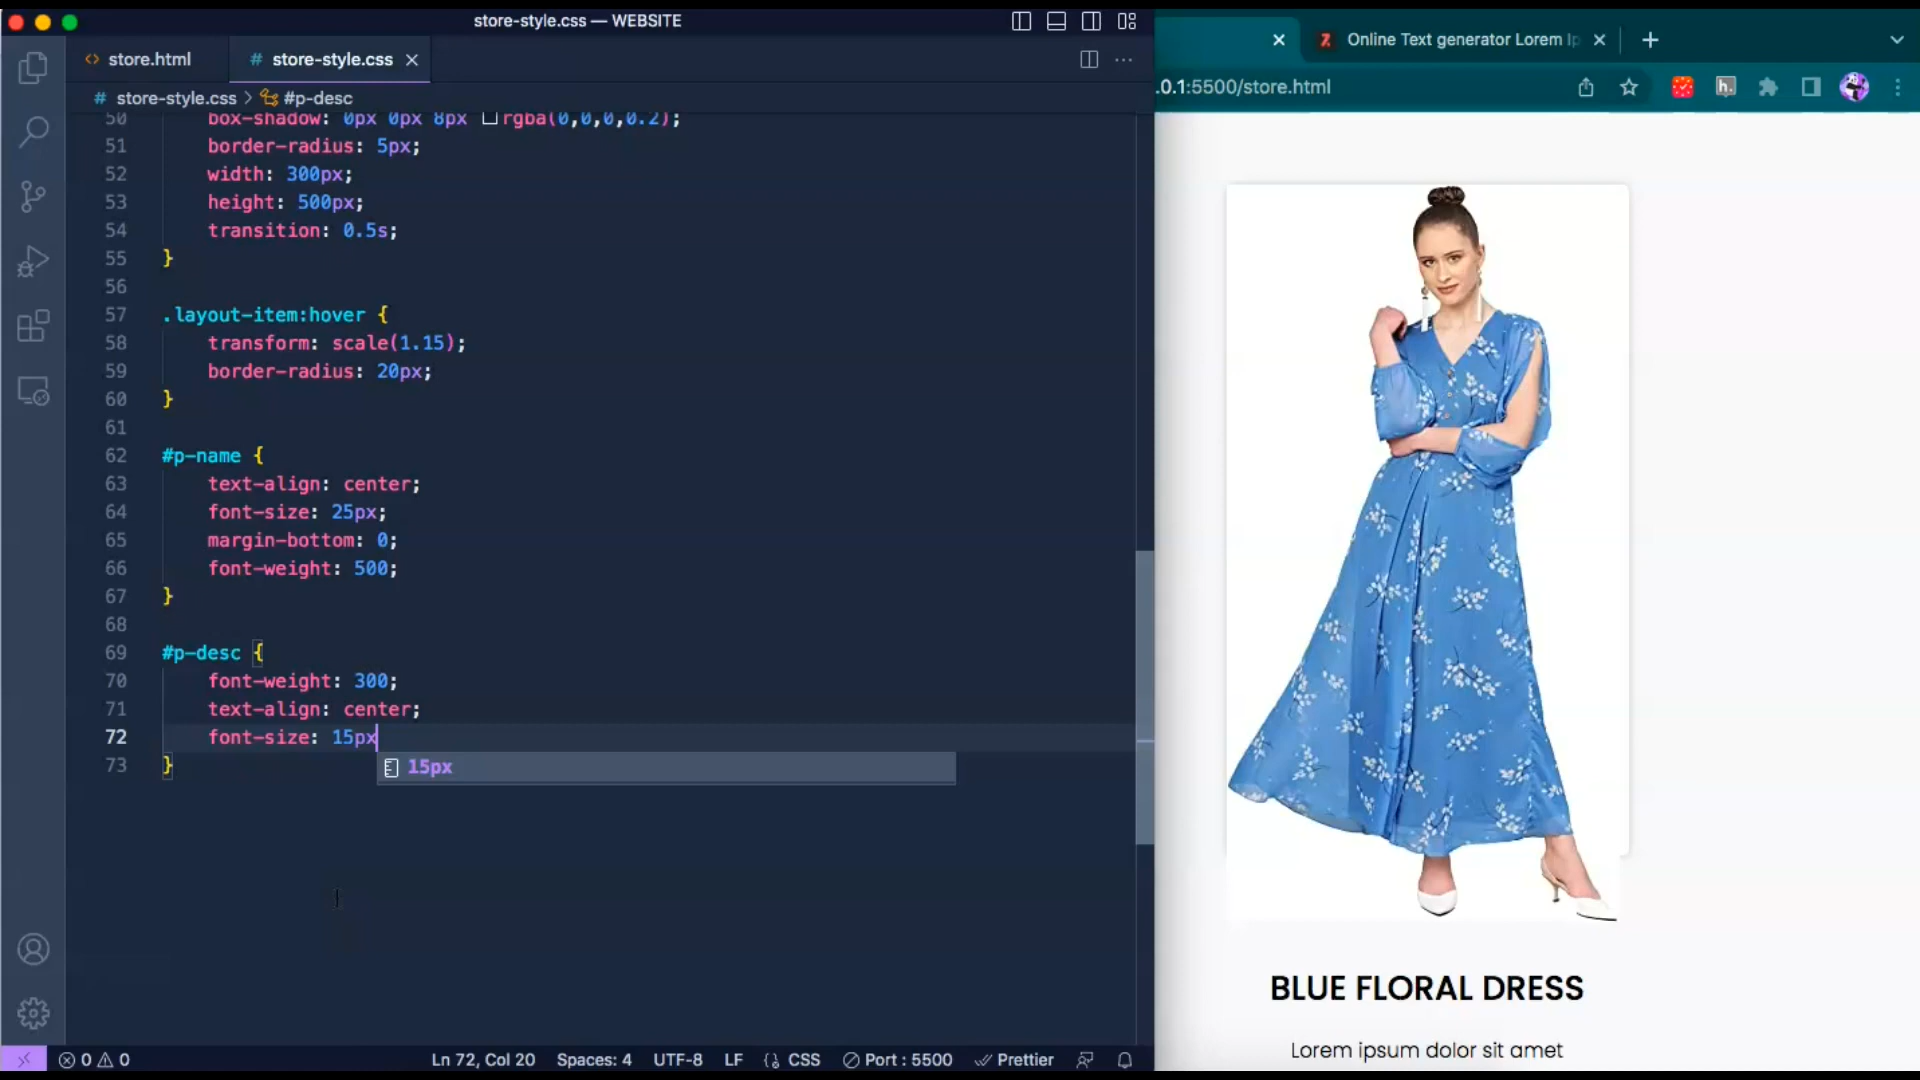 store-style.css — WEBSITE
store.html
# store-style.css
# store-style.css > #p-desc
50 box-shadow: 0px 0px 8px rgba(0,0,0,0.2);
51 border-radius: 5px;
52 width: 300px;
53 height: 500px;
54 transition: 0.5s;
55 }
56
57 .layout-item:hover {
58 transform: scale(1.15);
59 border-radius: 20px;
60 }
61
62 #p-name {
63 text-align: center;
64 font-size: 25px;
65 margin-bottom: 0;
66 font-weight: 500;
67 }
68
69 #p-desc {
70 font-weight: 300;
71 text-align: center;
72 font-size: 15px
73 }
15px
0 0
Ln 72, Col 20 Spaces: 4 UTF-8 LF {} CSS Port : 5500 Prettier
Online Text generator Lorem Ip
.0.1:5500/store.html
h.
BLUE FLORAL DRESS
Lorem ipsum dolor sit amet